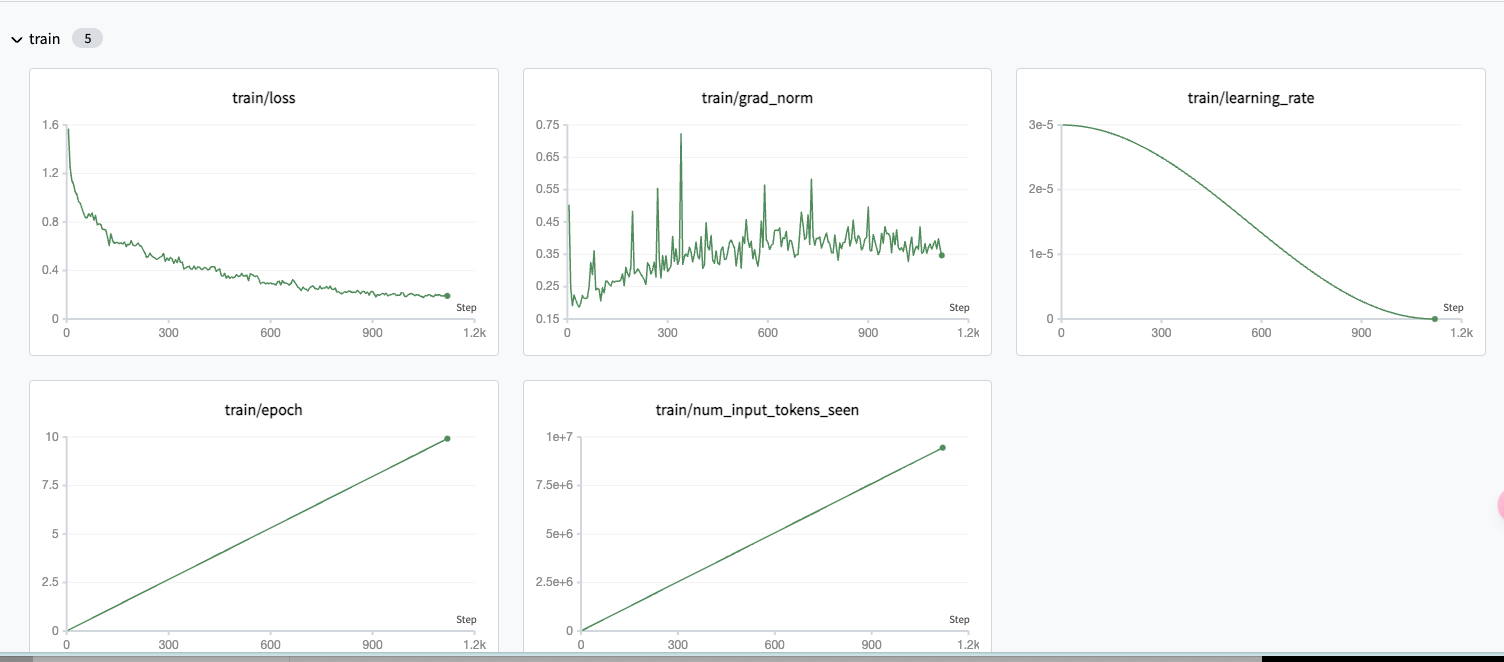 train 5
train/loss
1.6
1.2
0.8
0.4
0
Step
0 300 600 900 1.2k
train/grad_norm
0.75
0.65
0.55
0.45
0.35
0.25
0.15
Step
0 300 600 900 1.2k
train/learning_rate
3e-5
2e-5
1e-5
0
Step
0 300 600 900 1.2k
train/epoch
10
7.5
5
2.5
0
Step
0 300 600 900 1.2k
train/num_input_tokens_seen
1e+7
7.5e+6
5e+6
2.5e+6
0
Step
0 300 600 900 1.2k